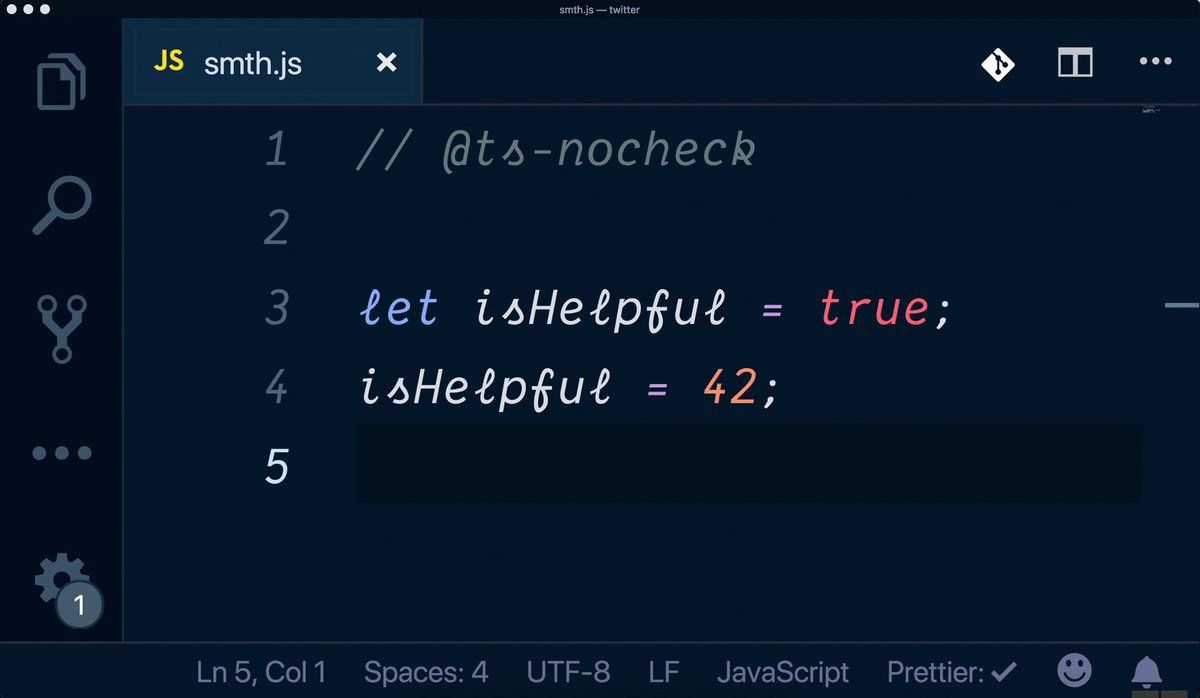 smth.js — twitter
JS smth.js
1 // @ts-nocheck
2
3 let isHelpful = true;
4 isHelpful = 42;
5
1
Ln 5, Col 1 Spaces: 4 UTF-8 LF JavaScript Prettier: ✓